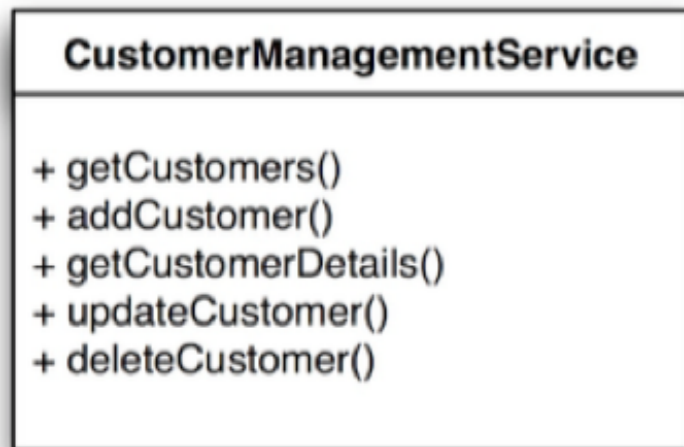 CustomerManagementService
+ getCustomers()
+ addCustomer()
+ getCustomerDetails()
+ updateCustomer()
+ deleteCustomer()